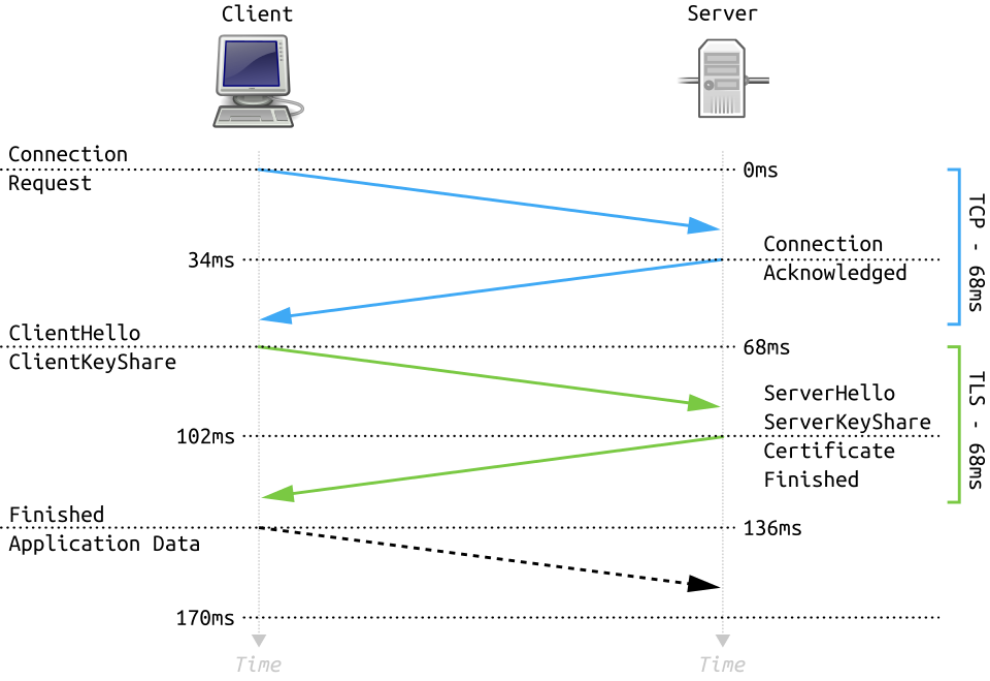 Client
Server
Connection
Request
0ms
34ms
Connection
Acknowledged
TCP - 68ms
ClientHello
ClientKeyShare
68ms
ServerHello
ServerKeyShare
Certificate
Finished
102ms
TLS - 68ms
Finished
Application Data
136ms
170ms
Time
Time